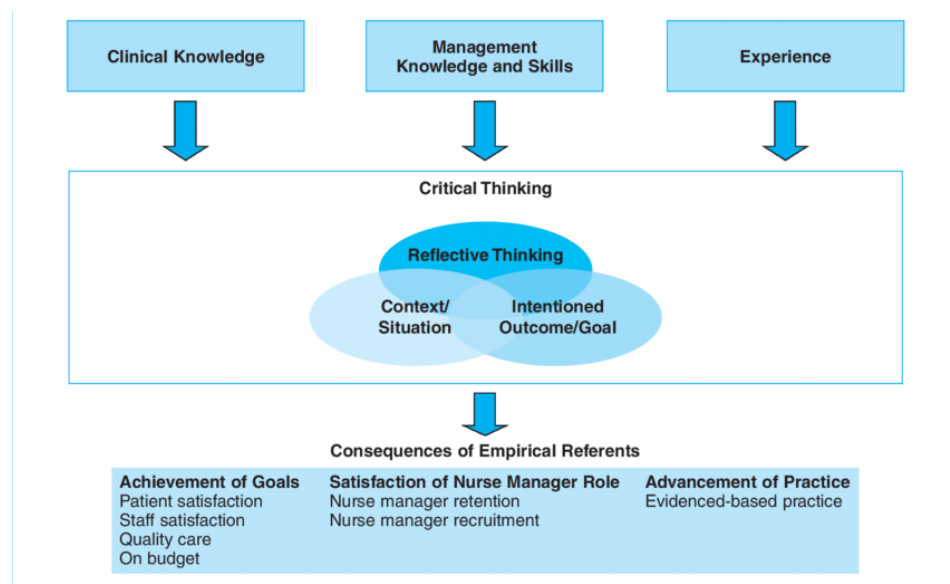 Clinical Knowledge
Management
Knowledge and Skills
Experience
Critical Thinking
Reflective Thinking
Context/
Situation
Intentioned
Outcome/Goal
Consequences of Empirical Referents
Achievement of Goals
Patient satisfaction
Staff satisfaction
Quality care
On budget
Satisfaction of Nurse Manager Role
Nurse manager retention
Nurse manager recruitment
Advancement of Practice
Evidenced-based practice